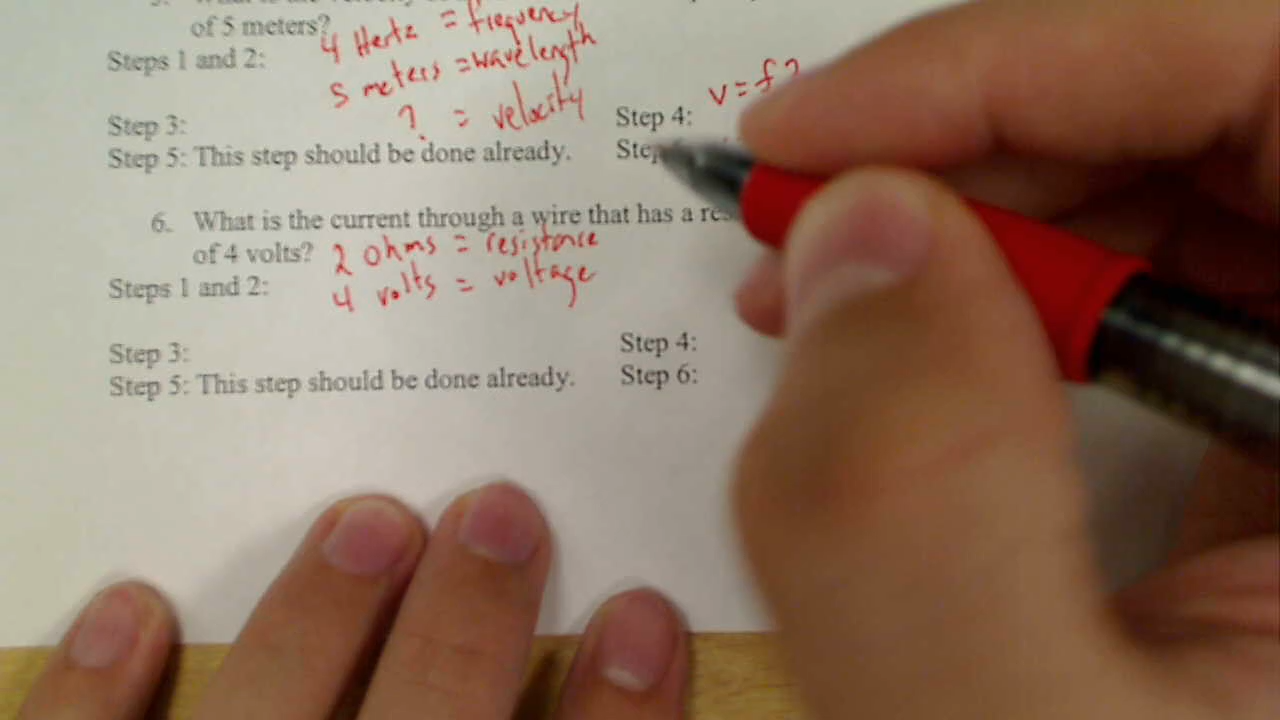 of 5 meters?
4 Hertz = frequency
Steps 1 and 2:
5 meters = wavelength
? = velocity
Step 3:
Step 4:
v = f
Step 5: This step should be done already.
6. What is the current through a wire that has a
of 4 volts?
2 ohms = resistance
Steps 1 and 2:
4 volts = voltage
Step 3:
Step 4:
Step 5: This step should be done already.
Step 6: